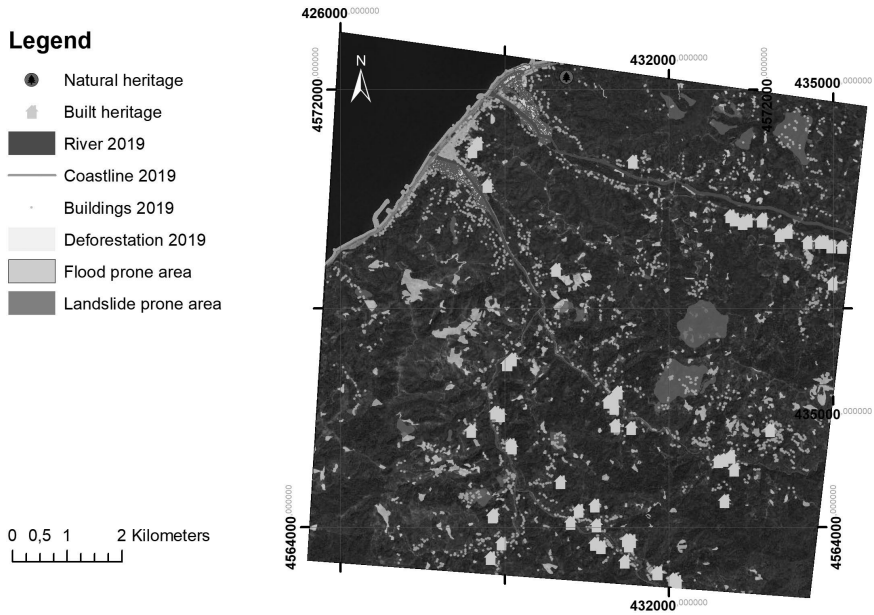 426000,000000
Legend
N
432000,000000
435000,000000
Natural heritage
4572000,000000
4572000,000000
Built heritage
River 2019
Coastline 2019
Buildings 2019
Deforestation 2019
Flood prone area
Landslide prone area
435000,000000
0 0,5 1 2 Kilometers
4564000,000000
4564000,000000
432000,000000